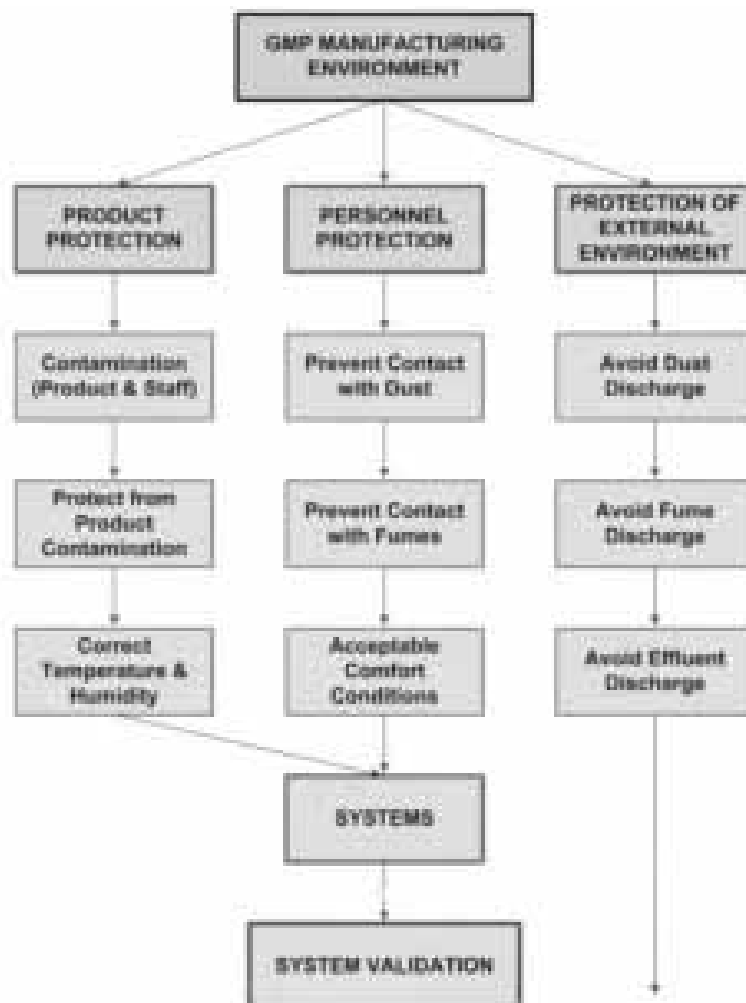 GMP MANUFACTURING
ENVIRONMENT
PRODUCT
PROTECTION
PERSONNEL
PROTECTION
PROTECTION OF
EXTERNAL
ENVIRONMENT
Contamination
(Product & Staff)
Prevent Contact
with Dust
Avoid Dust
Discharge
Protect from
Product
Contamination
Prevent Contact
with Fumes
Avoid Fume
Discharge
Correct
Temperature &
Humidity
Acceptable
Comfort
Conditions
Avoid Effluent
Discharge
SYSTEMS
SYSTEM VALIDATION